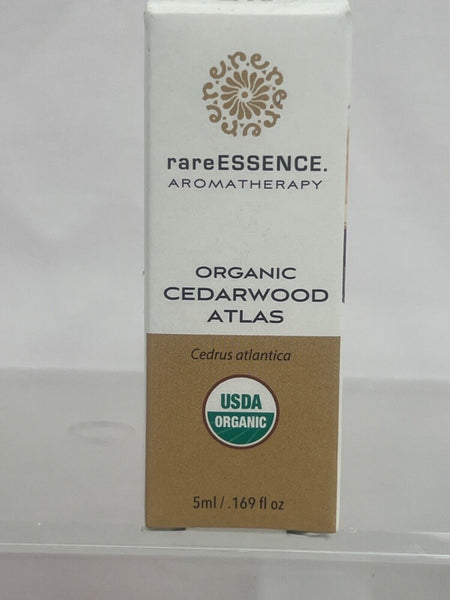 rareESSENCE.
AROMATHERAPY
ORGANIC
CEDARWOOD
ATLAS
Cedrus atlantica
USDA
ORGANIC
5ml / .169 fl oz